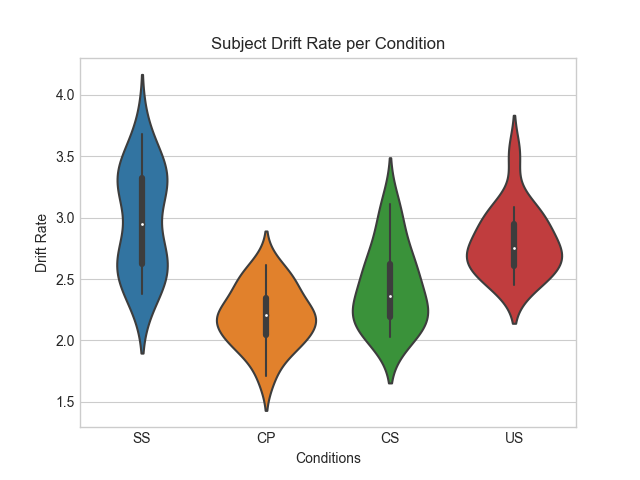 Subject Drift Rate per Condition
4.0
3.5
3.0
2.5
2.0
1.5
Drift Rate
SS CP CS US
Conditions